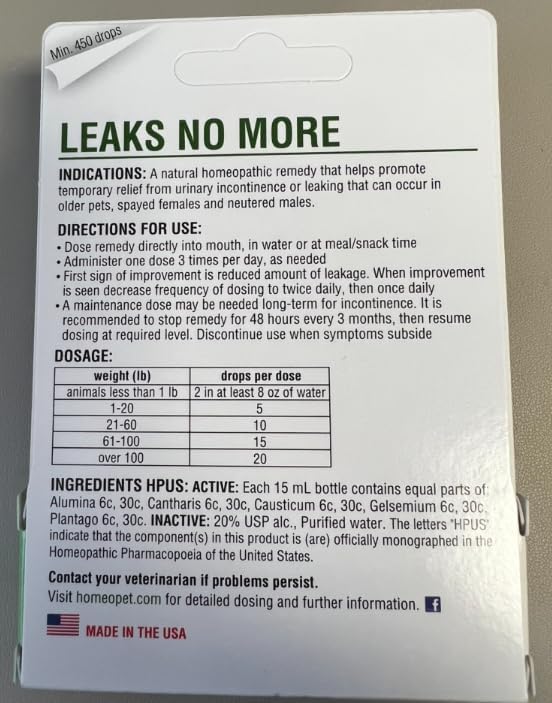 Min. 450 drops
LEAKS NO MORE
INDICATIONS: A natural homeopathic remedy that helps promote
temporary relief from urinary incontinence or leaking that can occur in
older pets, spayed females and neutered males.
DIRECTIONS FOR USE:
• Dose remedy directly into mouth, in water or at meal/snack time
• Administer one dose 3 times per day, as needed
• First sign of improvement is reduced amount of leakage. When improvement
is seen decrease frequency of dosing to twice daily, then once daily
• A maintenance dose may be needed long-term for incontinence. It is
recommended to stop remedy for 48 hours every 3 months, then resume
dosing at required level. Discontinue use when symptoms subside
DOSAGE:
weight (lb) drops per dose
animals less than 1 lb 2 in at least 8 oz of water
1-20 5
21-60 10
61-100 15
over 100 20
INGREDIENTS HPUS: ACTIVE: Each 15 mL bottle contains equal parts of:
Alumina 6c, 30c, Cantharis 6c, 30c, Causticum 6c, 30c, Gelsemium 6c, 30c,
Plantago 6c, 30c. INACTIVE: 20% USP alc., Purified water. The letters "HPUS"
indicate that the component(s) in this product is (are) officially monographed in the
Homeopathic Pharmacopoeia of the United States.
Contact your veterinarian if problems persist.
Visit homeopet.com for detailed dosing and further information. f
MADE IN THE USA